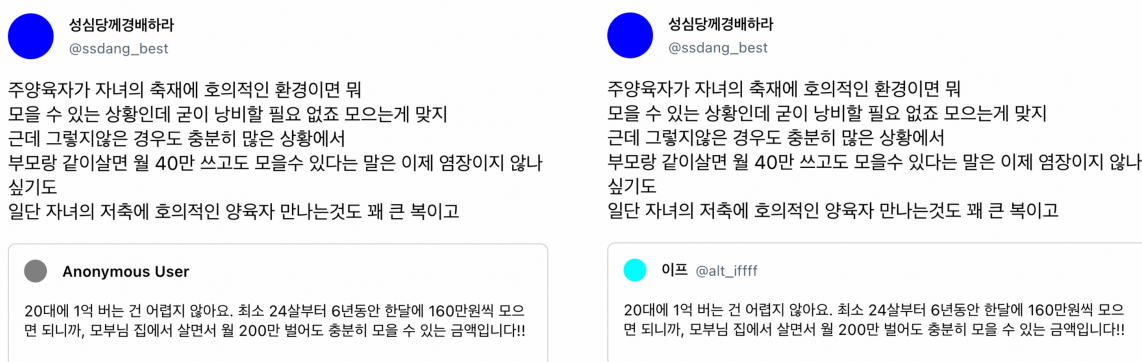 성심당께경배하라
@ssdang_best
주양육자가 자녀의 축재에 호의적인 환경이면 뭐
모을 수 있는 상황인데 굳이 낭비할 필요 없죠 모으는게 맞지
근데 그렇지않은 경우도 충분히 많은 상황에서
부모랑 같이살면 월 40만 쓰고도 모을수 있다는 말은 이제 염장이지 않나
싶기도
일단 자녀의 저축에 호의적인 양육자 만나는것도 꽤 큰 복이고
Anonymous User
20대에 1억 버는 건 어렵지 않아요. 최소 24살부터 6년동안 한달에 160만원씩 모으
면 되니까, 모부님 집에서 살면서 월 200만 벌어도 충분히 모을 수 있는 금액입니다!!
성심당께경배하라
@ssdang_best
주양육자가 자녀의 축재에 호의적인 환경이면 뭐
모을 수 있는 상황인데 굳이 낭비할 필요 없죠 모으는게 맞지
근데 그렇지않은 경우도 충분히 많은 상황에서
부모랑 같이살면 월 40만 쓰고도 모을수 있다는 말은 이제 염장이지 않나
싶기도
일단 자녀의 저축에 호의적인 양육자 만나는것도 꽤 큰 복이고
이프 @alt_iffff
20대에 1억 버는 건 어렵지 않아요. 최소 24살부터 6년동안 한달에 160만원씩 모으
면 되니까, 모부님 집에서 살면서 월 200만 벌어도 충분히 모을 수 있는 금액입니다!!